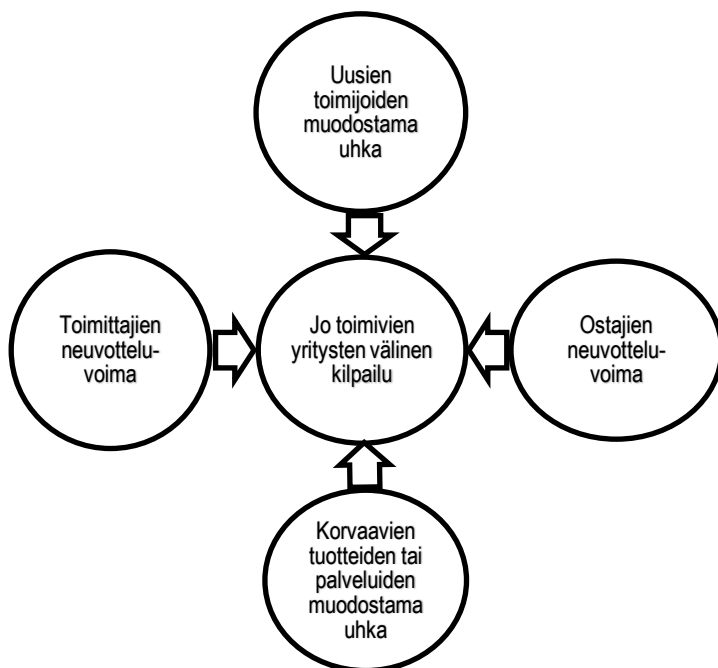 Uusien
toimijoiden
muodostama
uhka
Toimittajien
neuvottelu-
voima
Jo toimivien
yritysten välinen
kilpailu
Ostajien
neuvottelu-
voima
Korvaavien
tuotteiden tai
palveluiden
muodostama
uhka